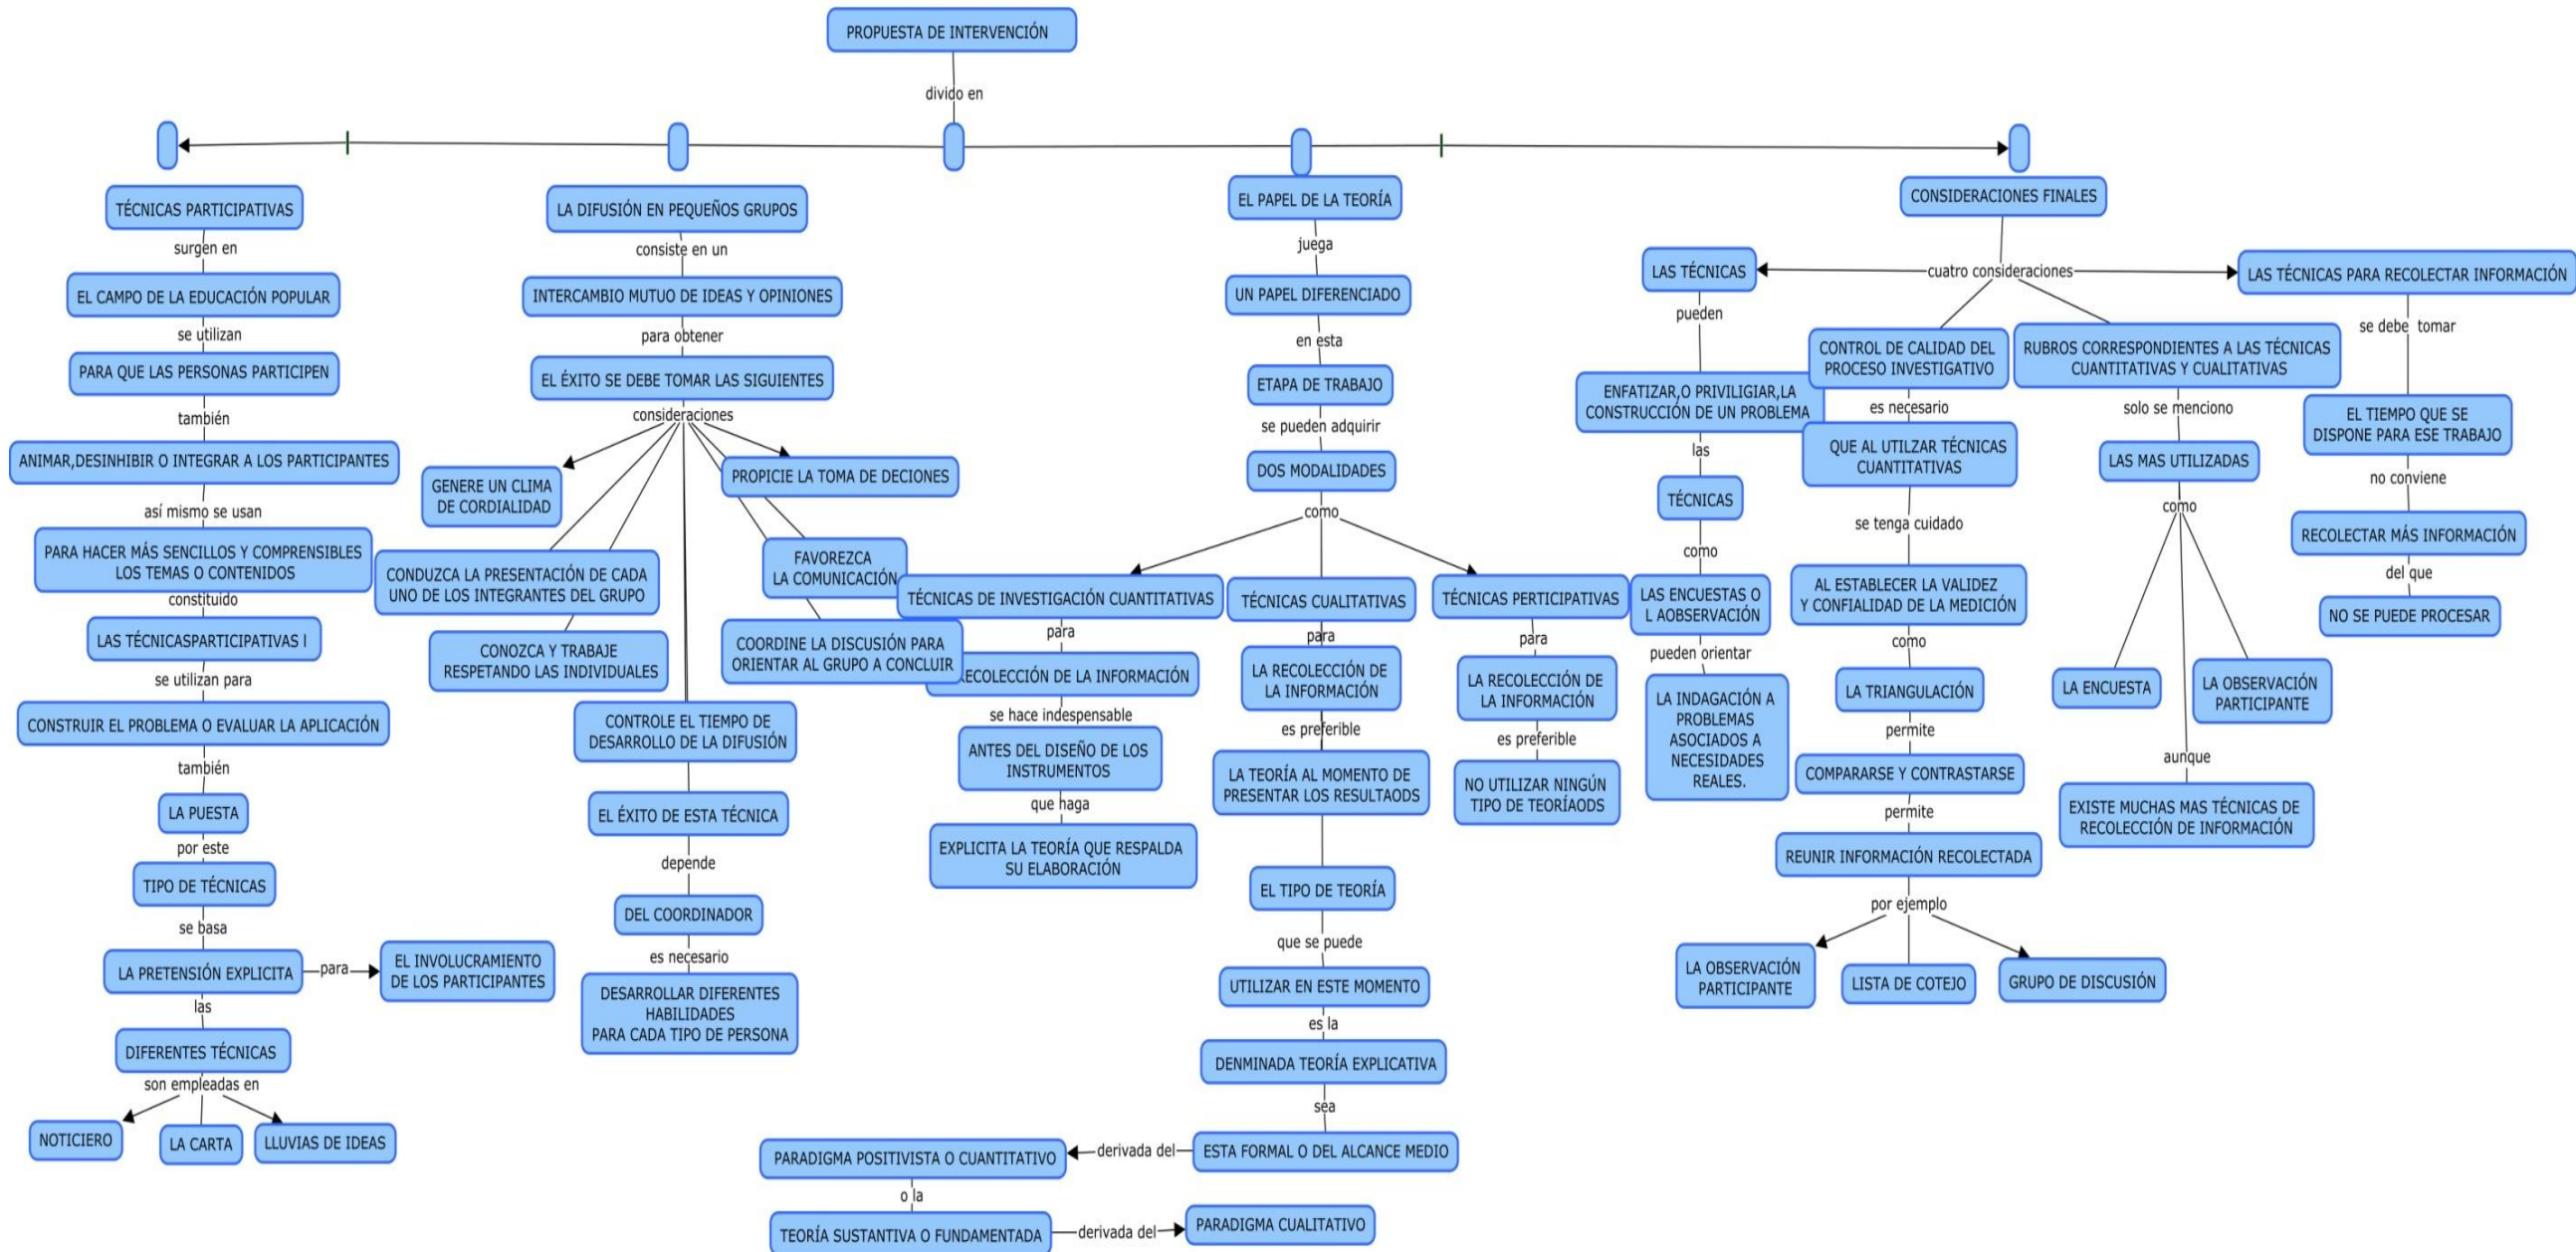 PROPUESTA DE INTERVENCIÓN
divido en
TÉCNICAS PARTICIPATIVAS
surgen en
EL CAMPO DE LA EDUCACIÓN POPULAR
se utilizan
PARA QUE LAS PERSONAS PARTICIPEN
también
ANIMAR,DESINHIBIR O INTEGRAR A LOS PARTICIPANTES
así mismo se usan
PARA HACER MÁS SENCILLOS Y COMPRENSIBLES
LOS TEMAS O CONTENIDOS
constituido
LAS TÉCNICASPARTICIPATIVAS l
se utilizan para
CONSTRUIR EL PROBLEMA O EVALUAR LA APLICACIÓN
también
LA PUESTA
por este
TIPO DE TÉCNICAS
se basa
LA PRETENSIÓN EXPLICITA
para
EL INVOLUCRAMIENTO
DE LOS PARTICIPANTES
las
DIFERENTES TÉCNICAS
son empleadas en
NOTICIERO
LA CARTA
LLUVIAS DE IDEAS
LA DIFUSIÓN EN PEQUEÑOS GRUPOS
consiste en un
INTERCAMBIO MUTUO DE IDEAS Y OPINIONES
para obtener
EL ÉXITO SE DEBE TOMAR LAS SIGUIENTES
consideraciones
GENERE UN CLIMA
DE CORDIALIDAD
PROPICIE LA TOMA DE DECIONES
CONDUZCA LA PRESENTACIÓN DE CADA
UNO DE LOS INTEGRANTES DEL GRUPO
FAVOREZCA
LA COMUNICACIÓN
CONOZCA Y TRABAJE
RESPETANDO LAS INDIVIDUALES
COORDINE LA DISCUSIÓN PARA
ORIENTAR AL GRUPO A CONCLUIR
CONTROLE EL TIEMPO DE
DESARROLLO DE LA DIFUSIÓN
EL ÉXITO DE ESTA TÉCNICA
depende
DEL COORDINADOR
es necesario
DESARROLLAR DIFERENTES
HABILIDADES
PARA CADA TIPO DE PERSONA
EL PAPEL DE LA TEORÍA
juega
UN PAPEL DIFERENCIADO
en esta
ETAPA DE TRABAJO
se pueden adquirir
DOS MODALIDADES
como
TÉCNICAS DE INVESTIGACIÓN CUANTITATIVAS
para
RECOLECCIÓN DE LA INFORMACIÓN
se hace indespensable
ANTES DEL DISEÑO DE LOS
INSTRUMENTOS
que haga
EXPLICITA LA TEORÍA QUE RESPALDA
SU ELABORACIÓN
TÉCNICAS CUALITATIVAS
para
LA RECOLECCIÓN DE
LA INFORMACIÓN
es preferible
LA TEORÍA AL MOMENTO DE
PRESENTAR LOS RESULTAODS
EL TIPO DE TEORÍA
que se puede
UTILIZAR EN ESTE MOMENTO
es la
DENMINADA TEORÍA EXPLICATIVA
sea
ESTA FORMAL O DEL ALCANCE MEDIO
derivada del
PARADIGMA POSITIVISTA O CUANTITATIVO
o la
TEORÍA SUSTANTIVA O FUNDAMENTADA
derivada del
PARADIGMA CUALITATIVO
TÉCNICAS PERTICIPATIVAS
para
LA RECOLECCIÓN DE
LA INFORMACIÓN
es preferible
NO UTILIZAR NINGÚN
TIPO DE TEORÍAODS
CONSIDERACIONES FINALES
cuatro consideraciones
LAS TÉCNICAS
pueden
ENFATIZAR,O PRIVILIGIAR,LA
CONSTRUCCIÓN DE UN PROBLEMA
las
TÉCNICAS
como
LAS ENCUESTAS O
L AOBSERVACIÓN
pueden orientar
LA INDAGACIÓN A
PROBLEMAS
ASOCIADOS A
NECESIDADES
REALES.
CONTROL DE CALIDAD DEL
PROCESO INVESTIGATIVO
es necesario
QUE AL UTILZAR TÉCNICAS
CUANTITATIVAS
se tenga cuidado
AL ESTABLECER LA VALIDEZ
Y CONFIALIDAD DE LA MEDICIÓN
como
LA TRIANGULACIÓN
permite
COMPARARSE Y CONTRASTARSE
permite
REUNIR INFORMACIÓN RECOLECTADA
por ejemplo
LA OBSERVACIÓN
PARTICIPANTE
LISTA DE COTEJO
GRUPO DE DISCUSIÓN
RUBROS CORRESPONDIENTES A LAS TÉCNICAS
CUANTITATIVAS Y CUALITATIVAS
solo se menciono
LAS MAS UTILIZADAS
como
LA ENCUESTA
LA OBSERVACIÓN
PARTICIPANTE
aunque
EXISTE MUCHAS MAS TÉCNICAS DE
RECOLECCIÓN DE INFORMACIÓN
LAS TÉCNICAS PARA RECOLECTAR INFORMACIÓN
se debe tomar
EL TIEMPO QUE SE
DISPONE PARA ESE TRABAJO
no conviene
RECOLECTAR MÁS INFORMACIÓN
del que
NO SE PUEDE PROCESAR